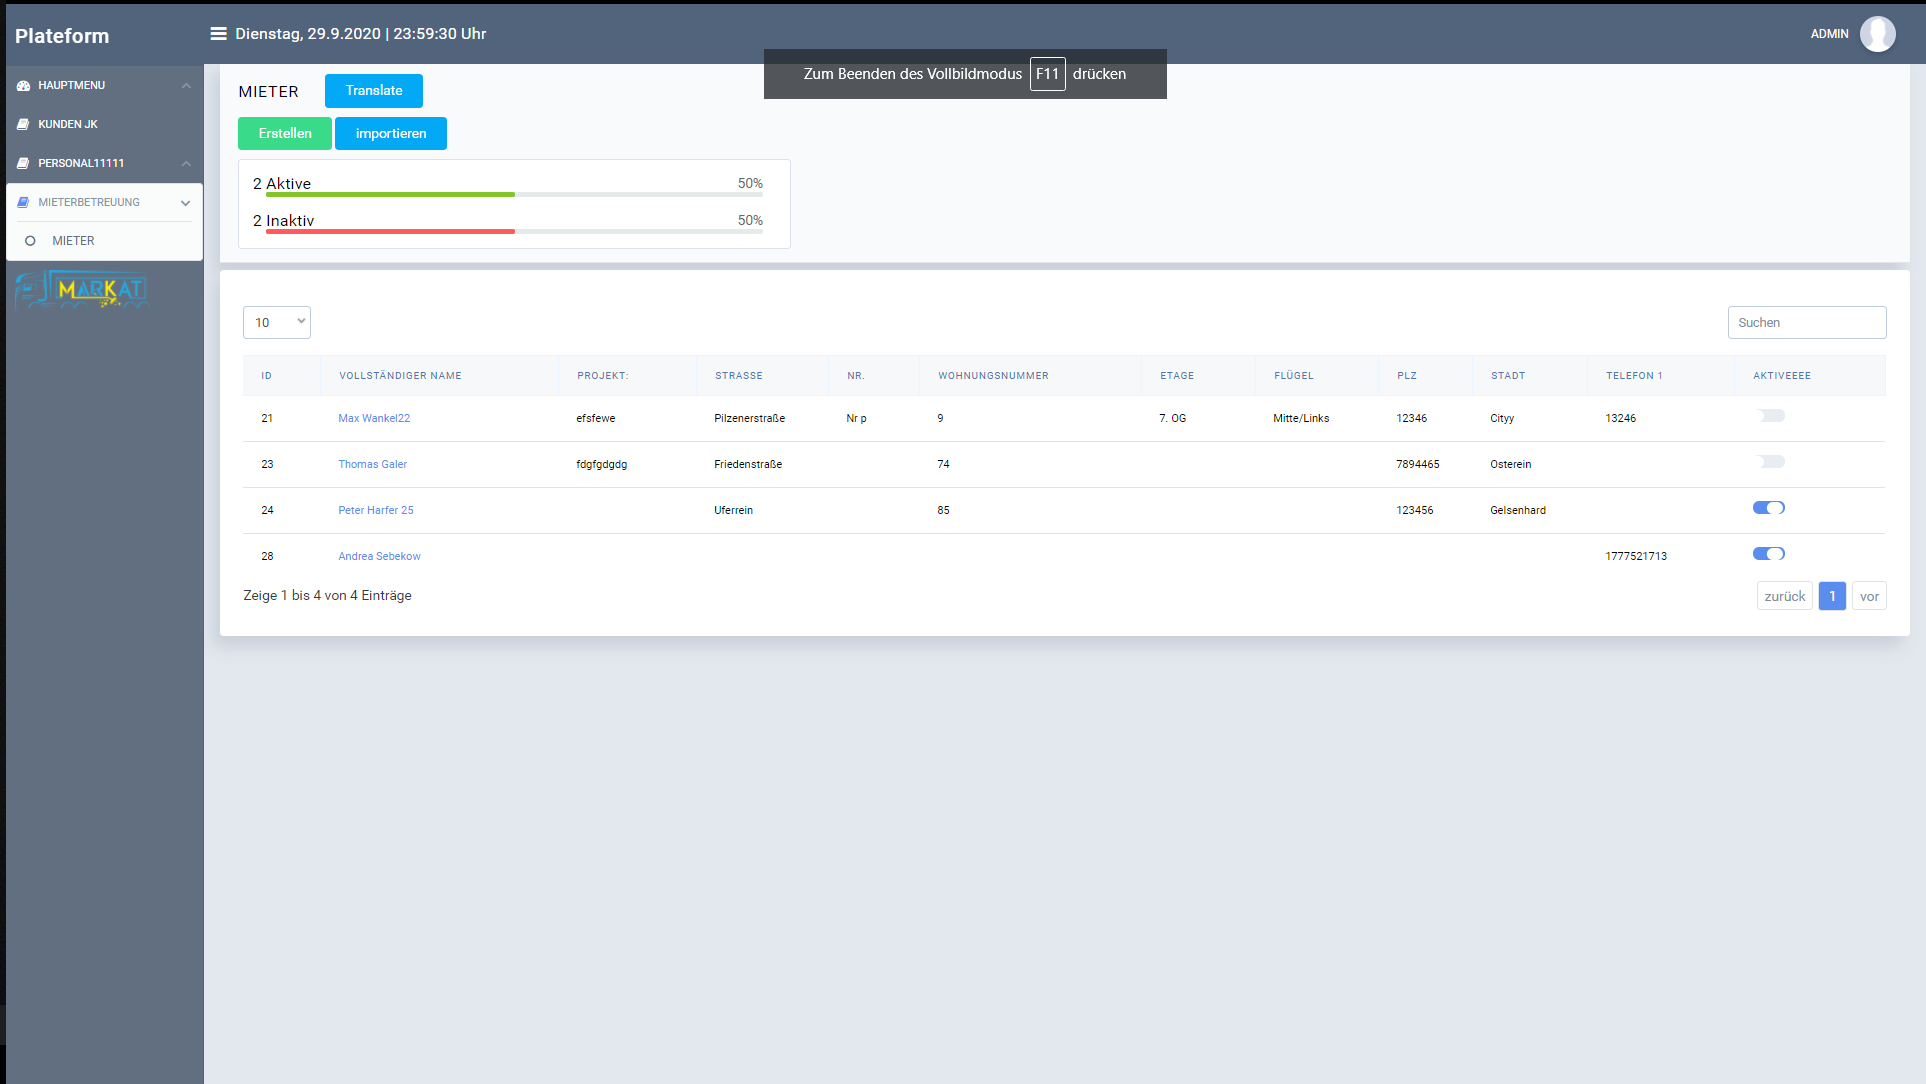 Plateform
Dienstag, 29.9.2020 | 23:59:30 Uhr
ADMIN
Zum Beenden des Vollbildmodus F11 drücken
HAUPTMENU
KUNDEN JK
PERSONAL11111
MIETERBETREUUNG
MIETER
MARKAT
MIETER Translate
Erstellen importieren
2 Aktive 50%
2 Inaktiv 50%
10 Suchen
ID VOLLSTÄNDIGER NAME PROJEKT: STRASSE NR. WOHNUNGSNUMMER ETAGE FLÜGEL PLZ STADT TELEFON 1 AKTIVEEEE
21 Max Wankel22 efsfewe Pilzenerstraße Nr p 9 7. OG Mitte/Links 12346 Cityy 13246
23 Thomas Galer fdgfgdgdg Friedenstraße 74 7894465 Osterein
24 Peter Harfer 25 Uferrein 85 123456 Gelsenhard
28 Andrea Sebekow 1777521713
Zeige 1 bis 4 von 4 Einträge zurück 1 vor